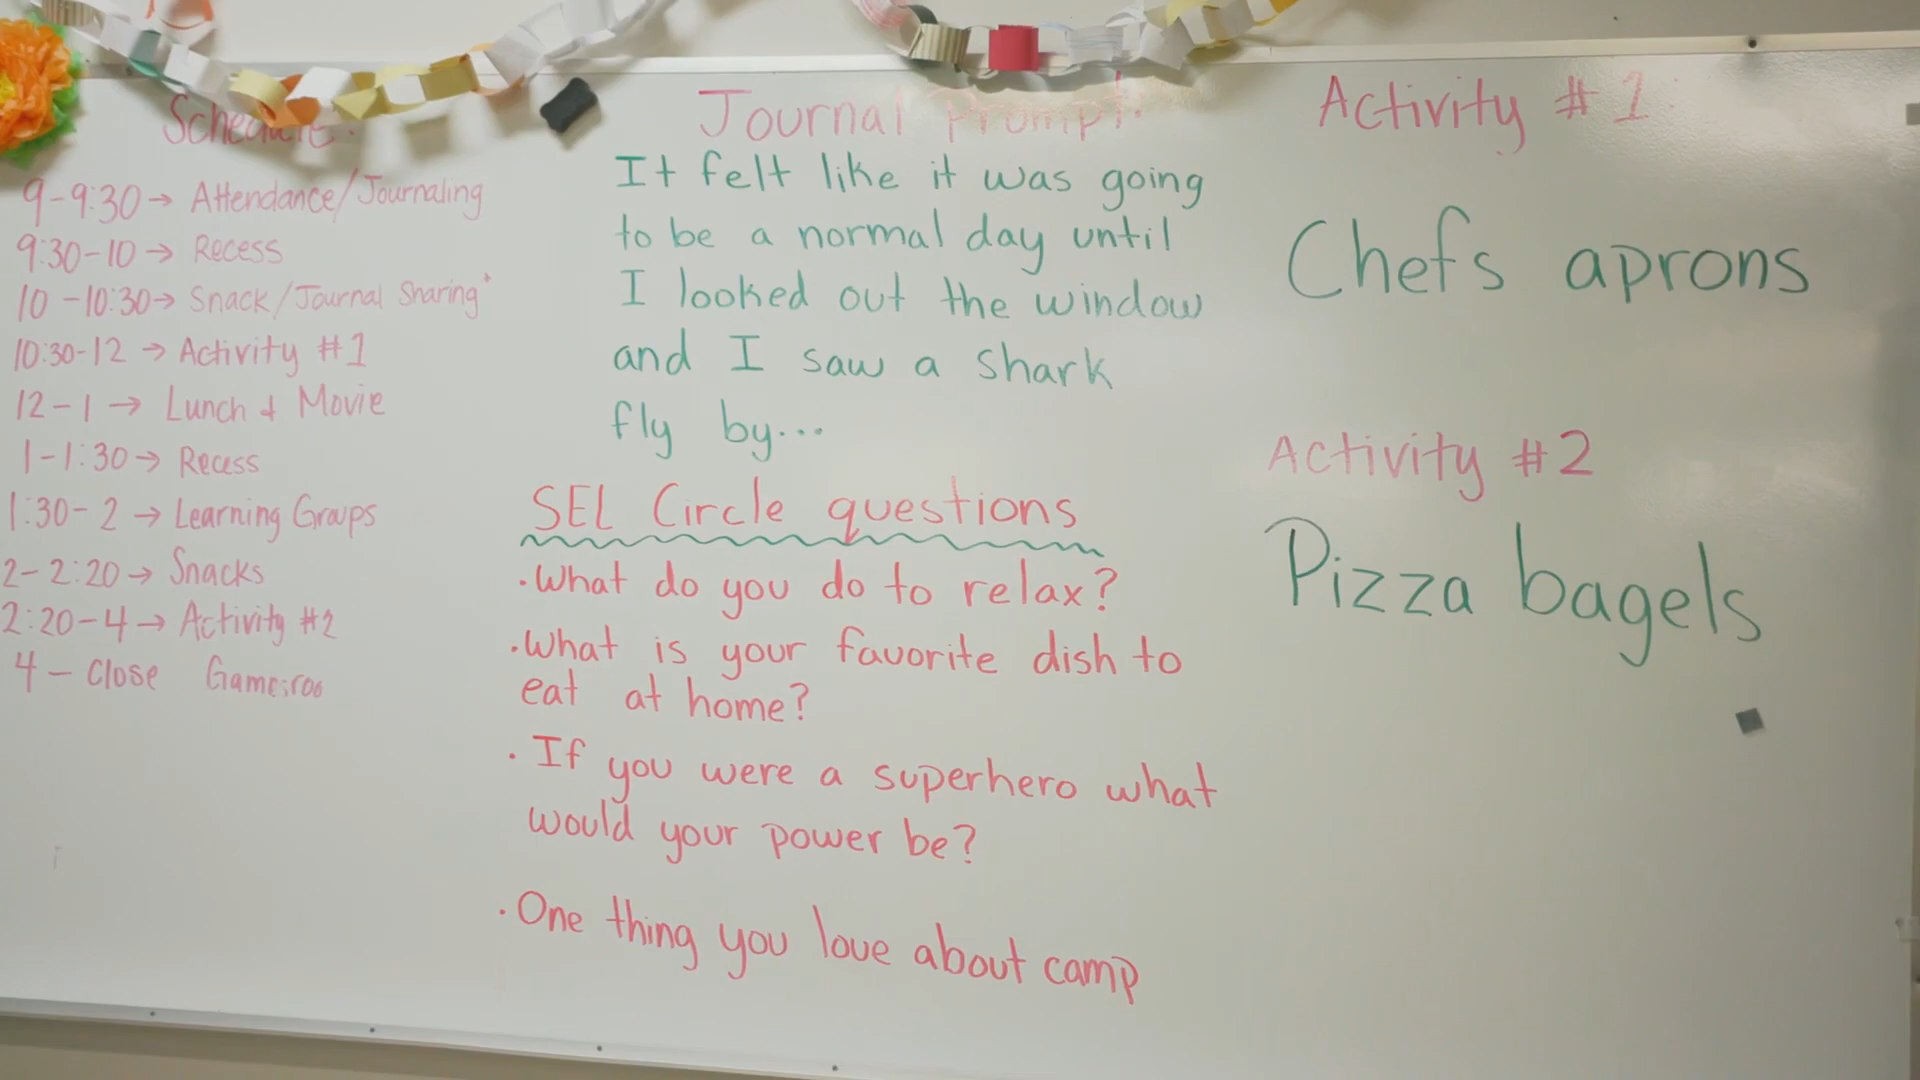 Schedule:
9-9:30→ Attendance/Journaling
9:30-10 → Recess
10-10:30→ Snack/Journal Sharing*
10:30-12 → Activity #1
12-1 → Lunch & Movie
1-1:30 → Recess
1:30-2 → Learning Groups
2-2:20→ Snacks
2:20-4→ Activity #2
4 - Close
Journal Prompt:
It felt like it was going
to be a normal day until
I looked out the window
and I saw a shark
fly by...
SEL Circle questions
•What do you do to relax?
•What is your favorite dish to
eat at home?
• If you were a superhero what
would your power be?
• One thing you love about camp
Activity #1
Chefs aprons
Activity #2
Pizza bagels